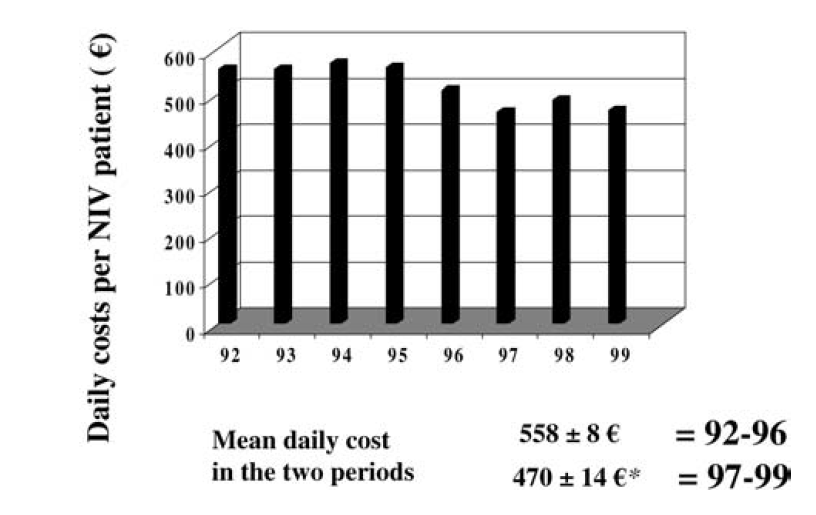 Daily costs per NIV patient ( €)
600
500
400
300
200
100
0
92 93 94 95 96 97 98 99
Mean daily cost
in the two periods
558 ± 8 € = 92-96
470 ± 14 €* = 97-99